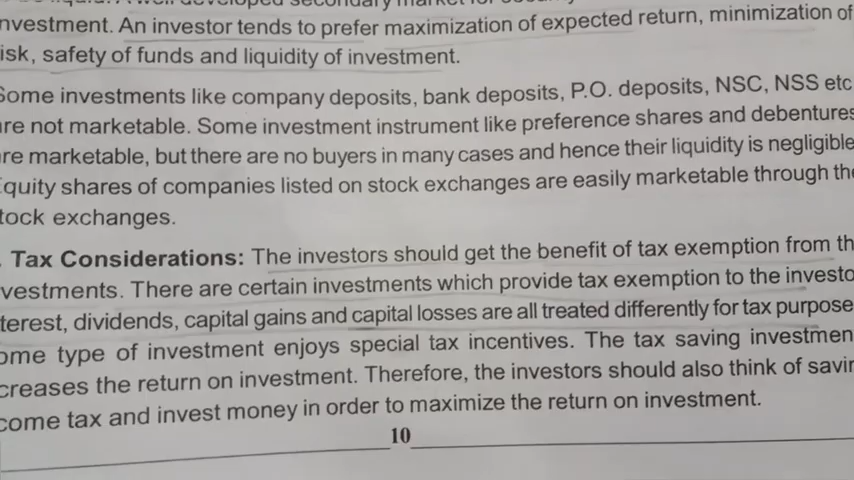 nvestment. An investor tends to prefer maximization of expected return, minimization of
isk, safety of funds and liquidity of investment.
Some investments like company deposits, bank deposits, P.O. deposits, NSC, NSS etc
are not marketable. Some investment instrument like preference shares and debentures
re marketable, but there are no buyers in many cases and hence their liquidity is negligible
Equity shares of companies listed on stock exchanges are easily marketable through the
tock exchanges.
. Tax Considerations: The investors should get the benefit of tax exemption from th
vestments. There are certain investments which provide tax exemption to the investo
terest, dividends, capital gains and capital losses are all treated differently for tax purpose
ome type of investment enjoys special tax incentives. The tax saving investmen
creases the return on investment. Therefore, the investors should also think of savin
come tax and invest money in order to maximize the return on investment.
10